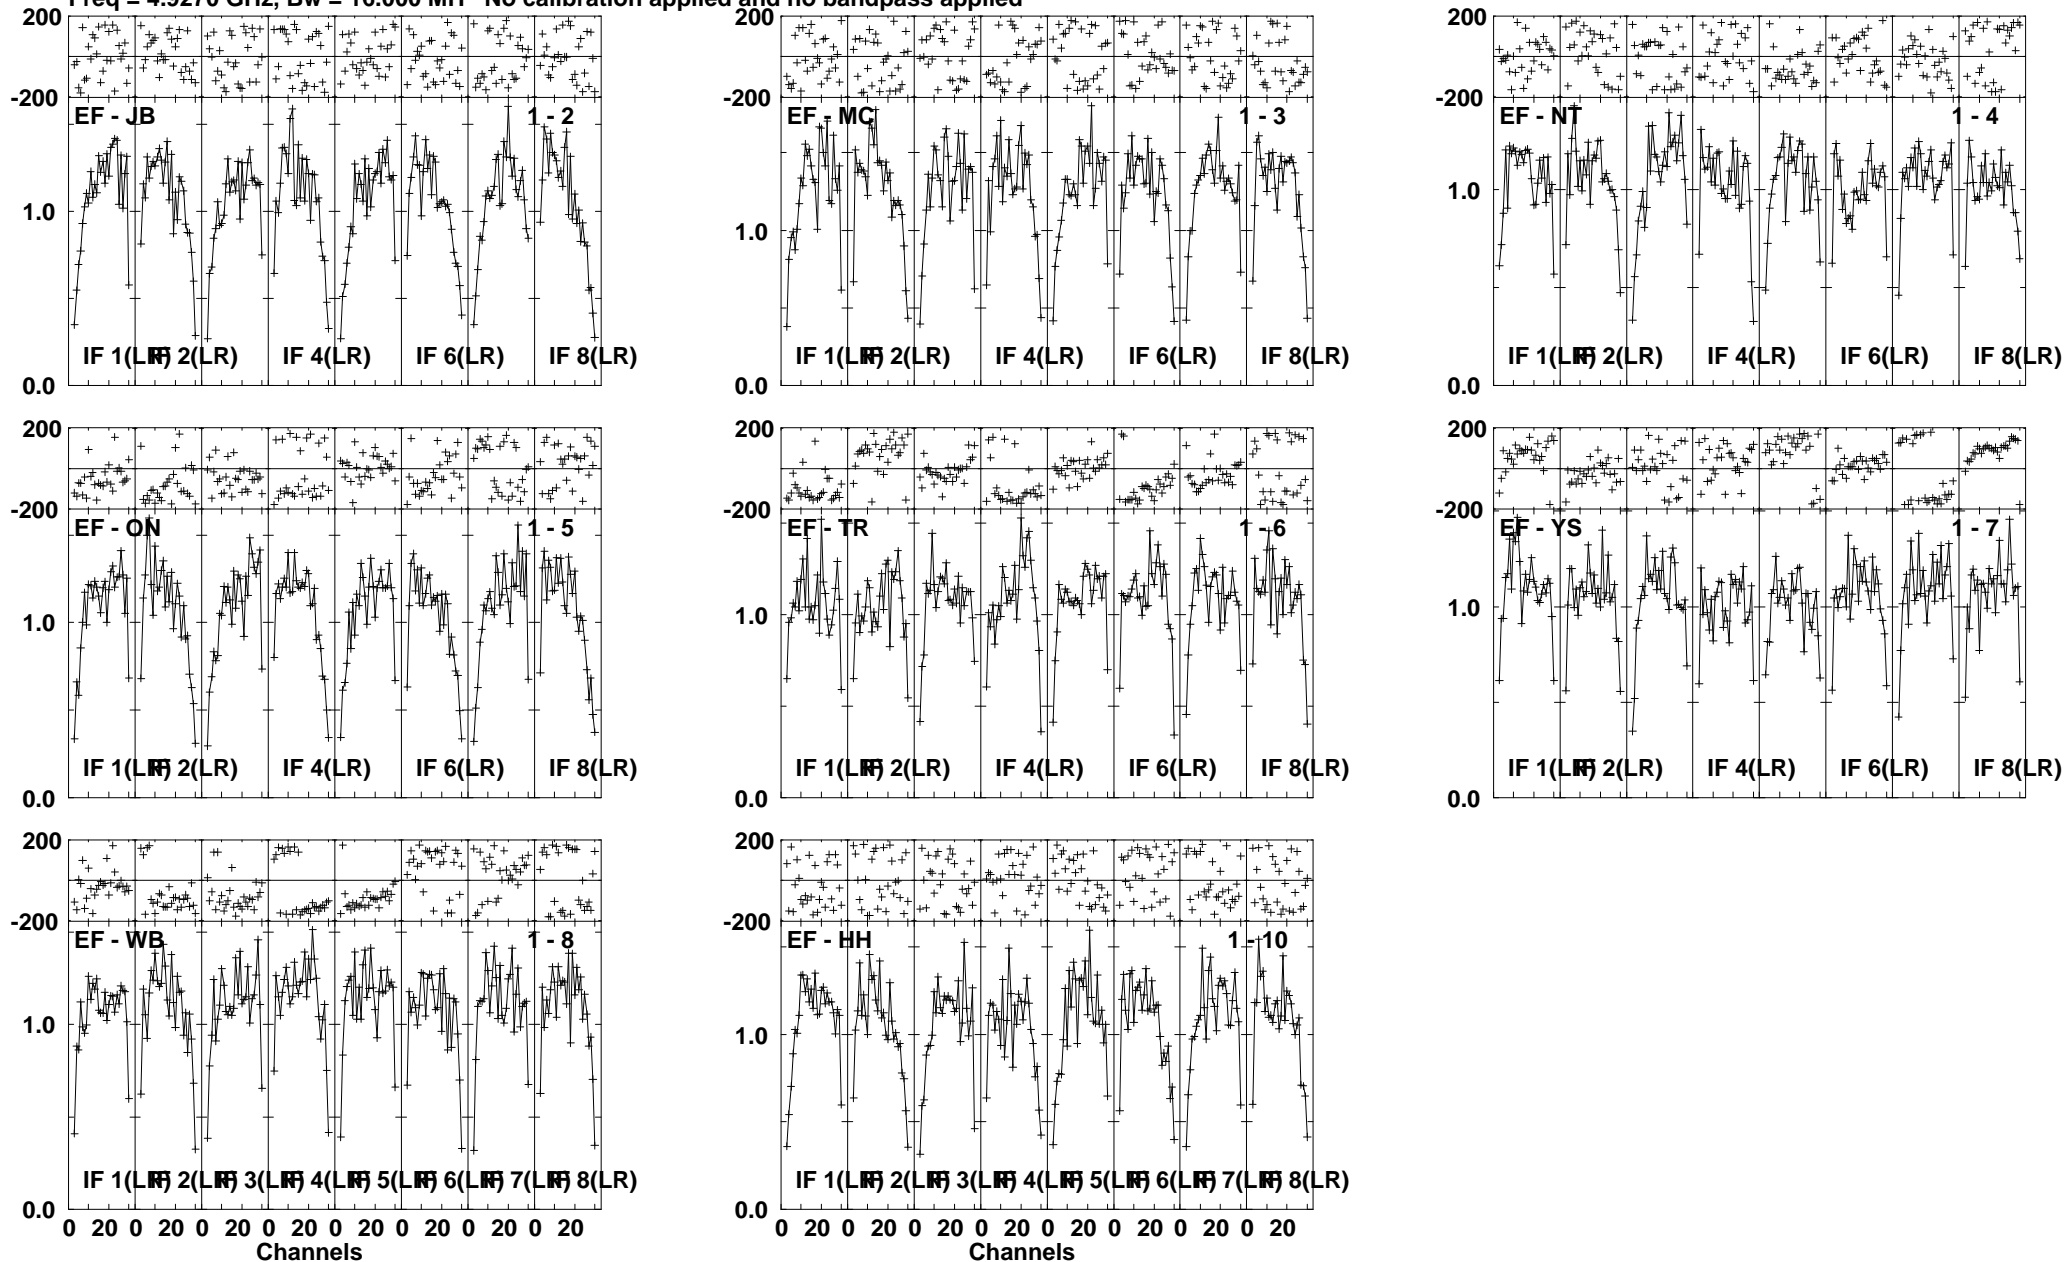 Freq = 4.9276 GHz, Bw = 16.000 MH No calibration applied and no bandpass applied
200
-200
EF - JB 1 - 2
1.0
IF 1(LR) IF 2(LR) IF 4(LR) IF 6(LR) IF 8(LR)
0.0
200
-200
EF - MC 1 - 3
1.0
IF 1(LR) IF 2(LR) IF 4(LR) IF 6(LR) IF 8(LR)
0.0
200
-200
EF - NT 1 - 4
1.0
IF 1(LR) IF 2(LR) IF 4(LR) IF 6(LR) IF 8(LR)
0.0
200
-200
EF - ON 1 - 5
1.0
IF 1(LR) IF 2(LR) IF 4(LR) IF 6(LR) IF 8(LR)
0.0
200
-200
EF - TR 1 - 6
1.0
IF 1(LR) IF 2(LR) IF 4(LR) IF 6(LR) IF 8(LR)
0.0
200
-200
EF - YS 1 - 7
1.0
IF 1(LR) IF 2(LR) IF 4(LR) IF 6(LR) IF 8(LR)
0.0
200
-200
EF - WB 1 - 8
1.0
IF 1(LR) IF 2(LR) IF 3(LR) IF 4(LR) IF 5(LR) IF 6(LR) IF 7(LR) IF 8(LR)
0.0
0 20 0 20 0 20 0 20 0 20 0 20 0 20 0 20
Channels
200
-200
EF - HH 1 - 10
1.0
IF 1(LR) IF 2(LR) IF 3(LR) IF 4(LR) IF 5(LR) IF 6(LR) IF 7(LR) IF 8(LR)
0.0
0 20 0 20 0 20 0 20 0 20 0 20 0 20 0 20
Channels